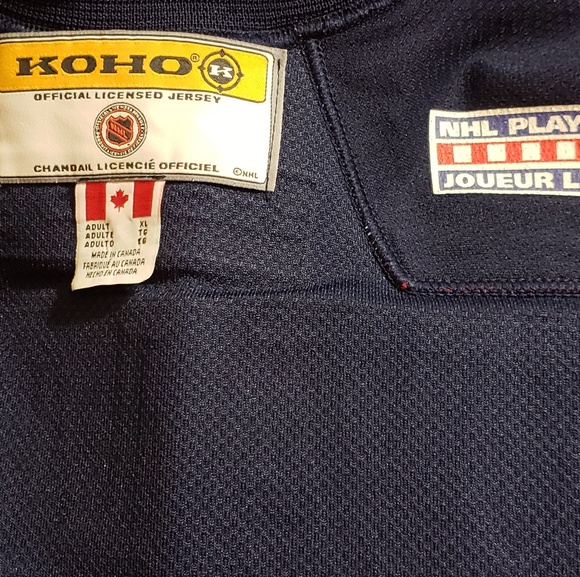 KOHO® K
OFFICIAL LICENSED JERSEY
NHL
CHANDAIL LICENCIÉ OFFICIEL ©NHL
ADULT XL
ADULTE TG
ADULTO EG
MADE IN CANADA
FABRIQUÉ AU CANADA
HECHO EN CANADA
NHL PLAY
JOUEUR L